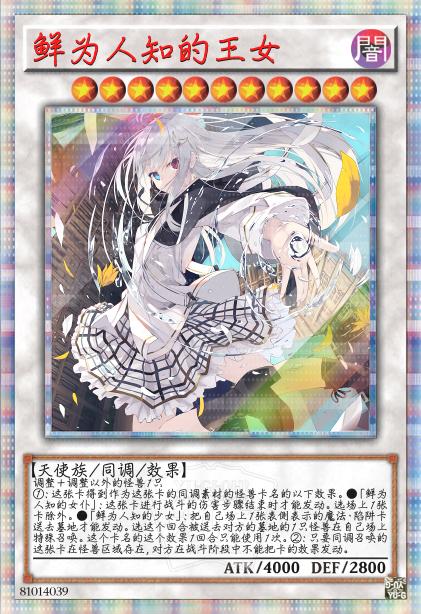 鲜为人知的王女
闇
【天使族/同调/效果】
调整＋调整以外的怪兽1只
①：这张卡得到作为这张卡的同调素材的怪兽卡名的以下效果。●「鲜为
人知的女仆」：这张卡进行战斗的伤害步骤结束时才能发动。选场上1张
卡除外。●「鲜为人知的少女」：把自己场上1张表侧表示的魔法·陷阱卡
送去墓地才能发动。选这个回合被送去对方的墓地的1只怪兽在自己场上
特殊召唤。这个卡名的这个效果1回合只能使用1次。②：只要同调召唤的
这张卡在怪兽区域存在，对方在战斗阶段中不能把卡的效果发动。
ATK/4000 DEF/2800
81014039